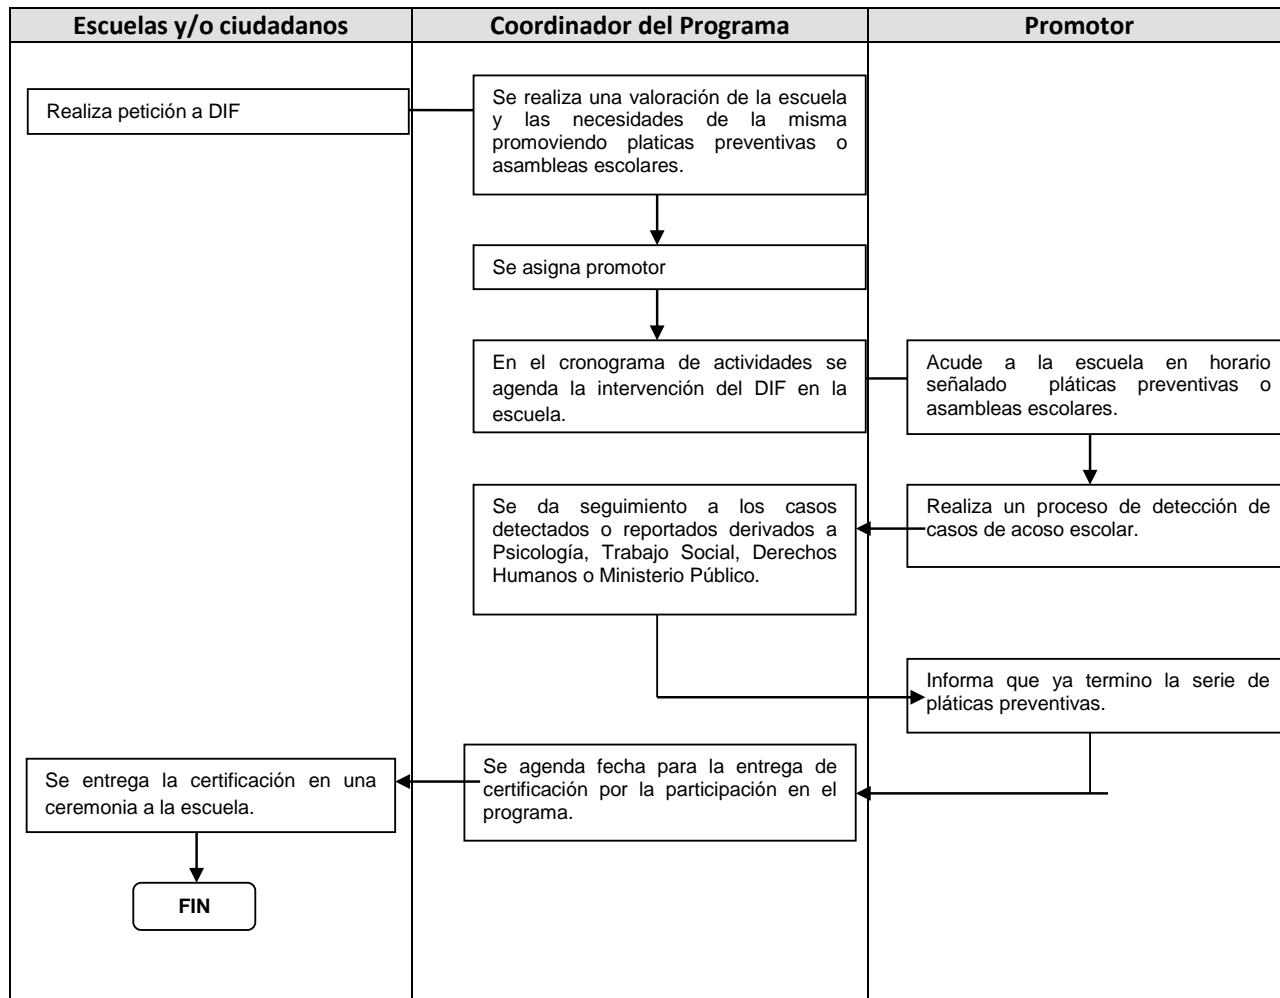 Escuelas y/o ciudadanos
Coordinador del Programa
Promotor
Realiza petición a DIF
Se realiza una valoración de la escuela
y las necesidades de la misma
promoviendo platicas preventivas o
asambleas escolares.
Se asigna promotor
En el cronograma de actividades se
agenda la intervención del DIF en la
escuela.
Acude a la escuela en horario
señalado pláticas preventivas o
asambleas escolares.
Realiza un proceso de detección de
casos de acoso escolar.
Se da seguimiento a los casos
detectados o reportados derivados a
Psicología, Trabajo Social, Derechos
Humanos o Ministerio Público.
Informa que ya termino la serie de
pláticas preventivas.
Se agenda fecha para la entrega de
certificación por la participación en el
programa.
Se entrega la certificación en una
ceremonia a la escuela.
FIN